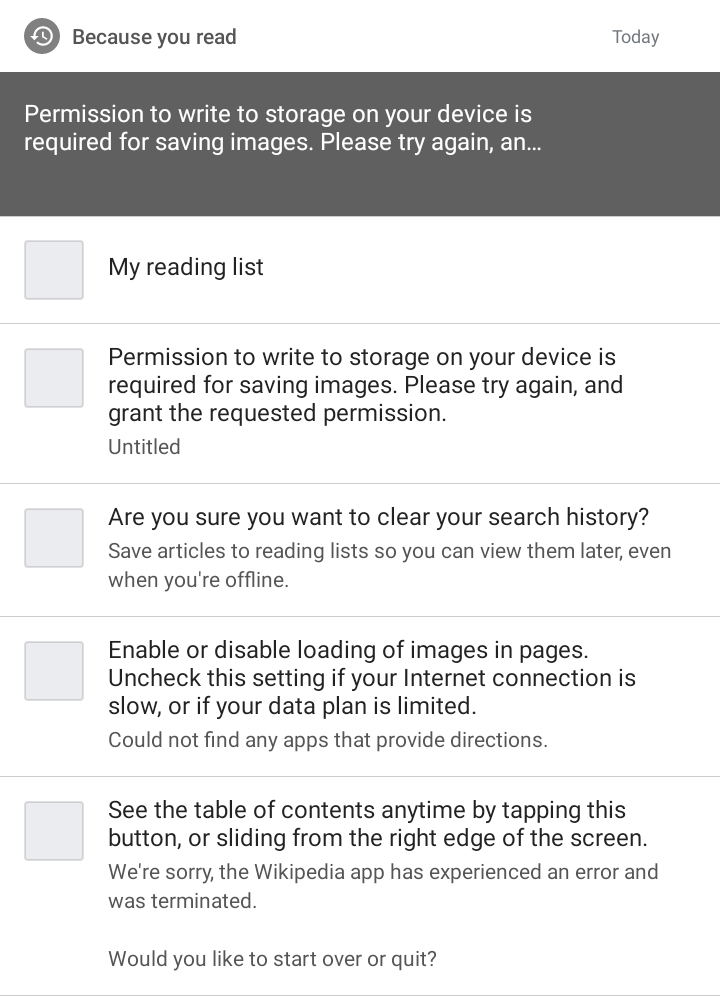 Because you read
Today
Permission to write to storage on your device is
required for saving images. Please try again, an…
My reading list
Permission to write to storage on your device is
required for saving images. Please try again, and
grant the requested permission.
Untitled
Are you sure you want to clear your search history?
Save articles to reading lists so you can view them later, even
when you're offline.
Enable or disable loading of images in pages.
Uncheck this setting if your Internet connection is
slow, or if your data plan is limited.
Could not find any apps that provide directions.
See the table of contents anytime by tapping this
button, or sliding from the right edge of the screen.
We're sorry, the Wikipedia app has experienced an error and
was terminated.
Would you like to start over or quit?